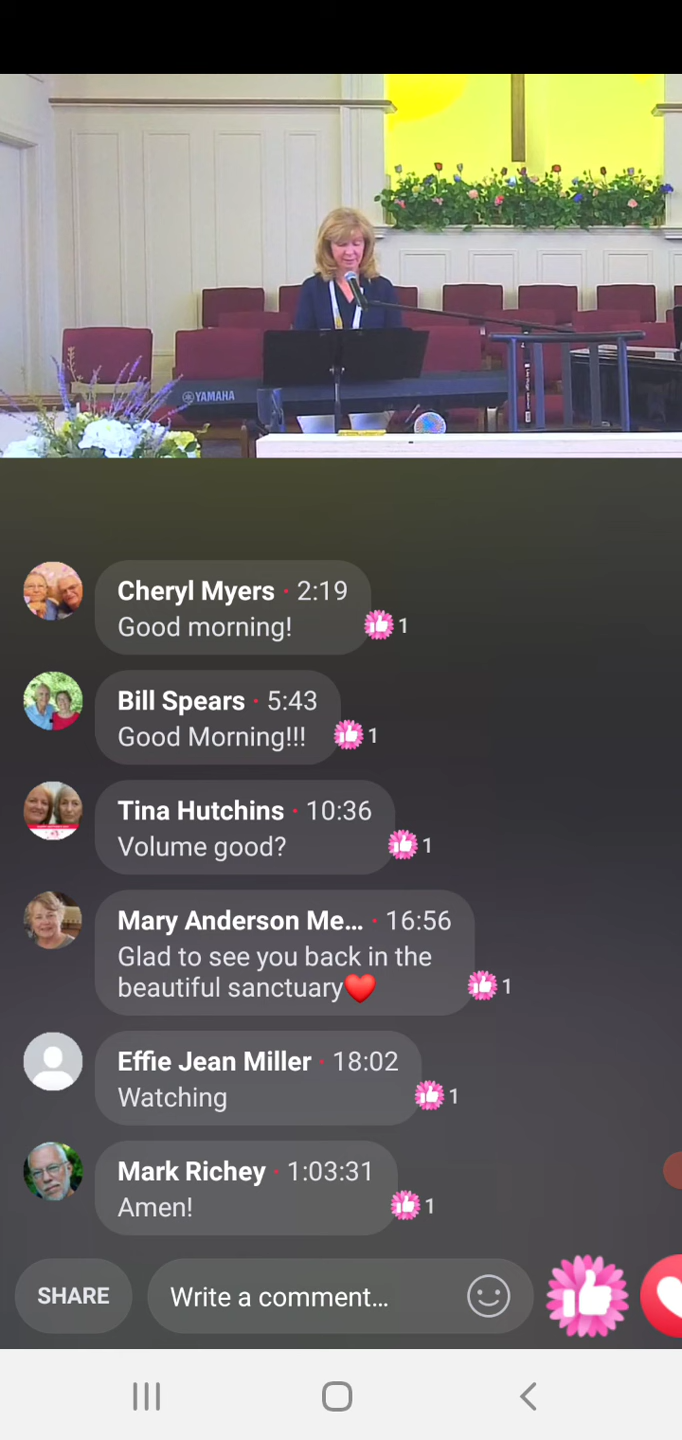 YAMAHA
Cheryl Myers · 2:19
Good morning!
1
Bill Spears · 5:43
Good Morning!!!
1
Tina Hutchins · 10:36
Volume good?
1
Mary Anderson Me... · 16:56
Glad to see you back in the
beautiful sanctuary❤️
1
Effie Jean Miller · 18:02
Watching
1
Mark Richey · 1:03:31
Amen!
1
SHARE
Write a comment...